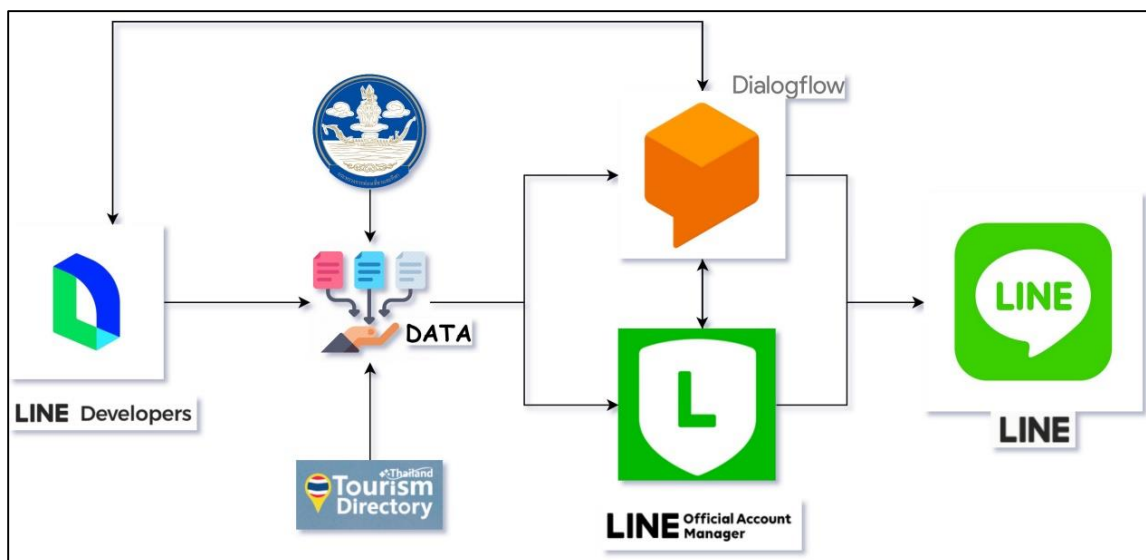 Dialogflow
DATA
LINE Developers
Thailand
Tourism
Directory
L
LINE Official Account
Manager
LINE
LINE